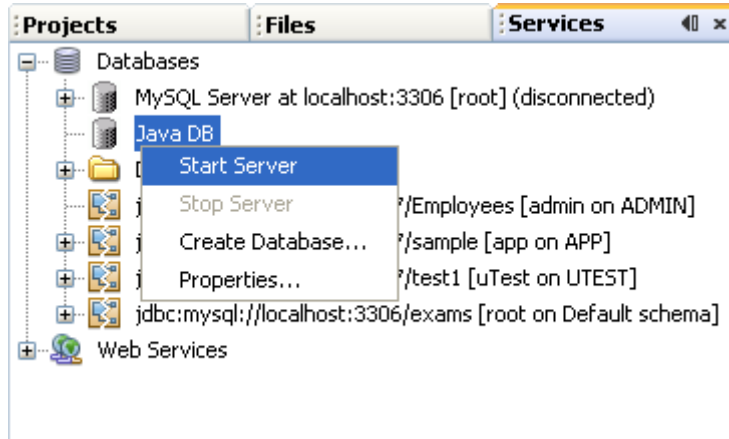 Projects Files Services
Databases
MySQL Server at localhost:3306 [root] (disconnected)
Java DB
Start Server
Stop Server /Employees [admin on ADMIN]
Create Database... /sample [app on APP]
Properties... /test1 [uTest on UTEST]
jdbc:mysql://localhost:3306/exams [root on Default schema]
Web Services